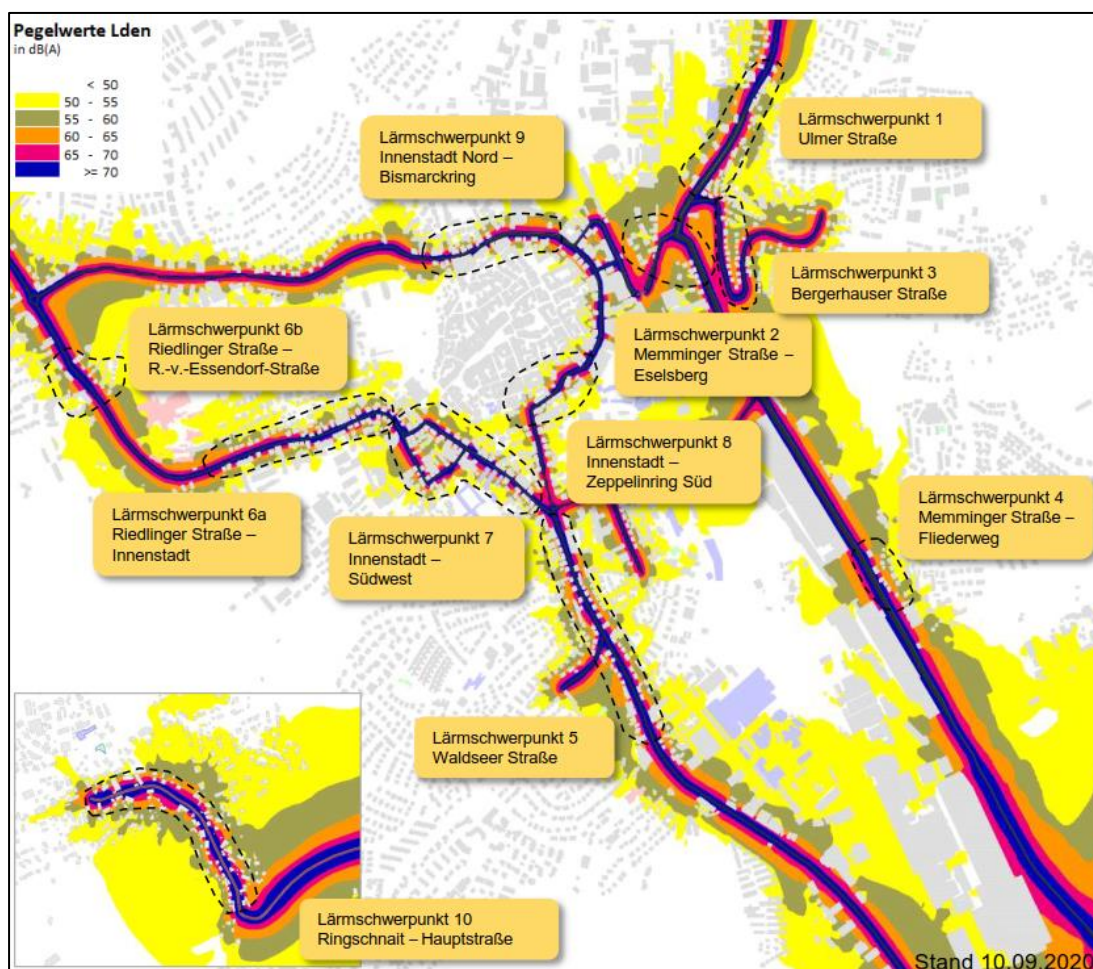 Pegelwerte Lden
in dB(A)
< 50
50 - 55
55 - 60
60 - 65
65 - 70
>= 70
Lärmschwerpunkt 9
Innenstadt Nord –
Bismarckring
Lärmschwerpunkt 1
Ulmer Straße
Lärmschwerpunkt 3
Bergerhauser Straße
Lärmschwerpunkt 6b
Riedlinger Straße –
R.-v.-Essendorf-Straße
Lärmschwerpunkt 2
Memminger Straße –
Eselsberg
Lärmschwerpunkt 8
Innenstadt –
Zeppelinring Süd
Lärmschwerpunkt 4
Memminger Straße –
Fliederweg
Lärmschwerpunkt 6a
Riedlinger Straße –
Innenstadt
Lärmschwerpunkt 7
Innenstadt –
Südwest
Lärmschwerpunkt 5
Waldseer Straße
Lärmschwerpunkt 10
Ringschnait – Hauptstraße
Stand 10.09.2020